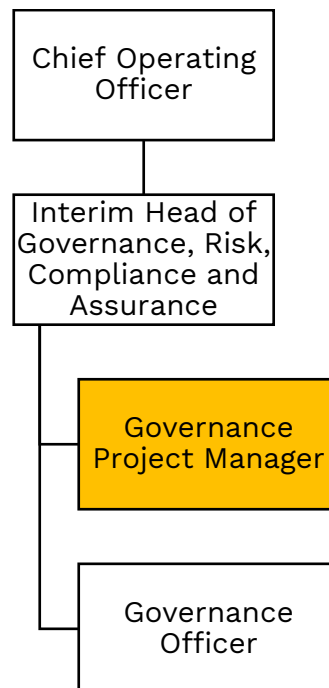 Chief Operating
Officer
Interim Head of
Governance, Risk,
Compliance and
Assurance
Governance
Project Manager
Governance
Officer